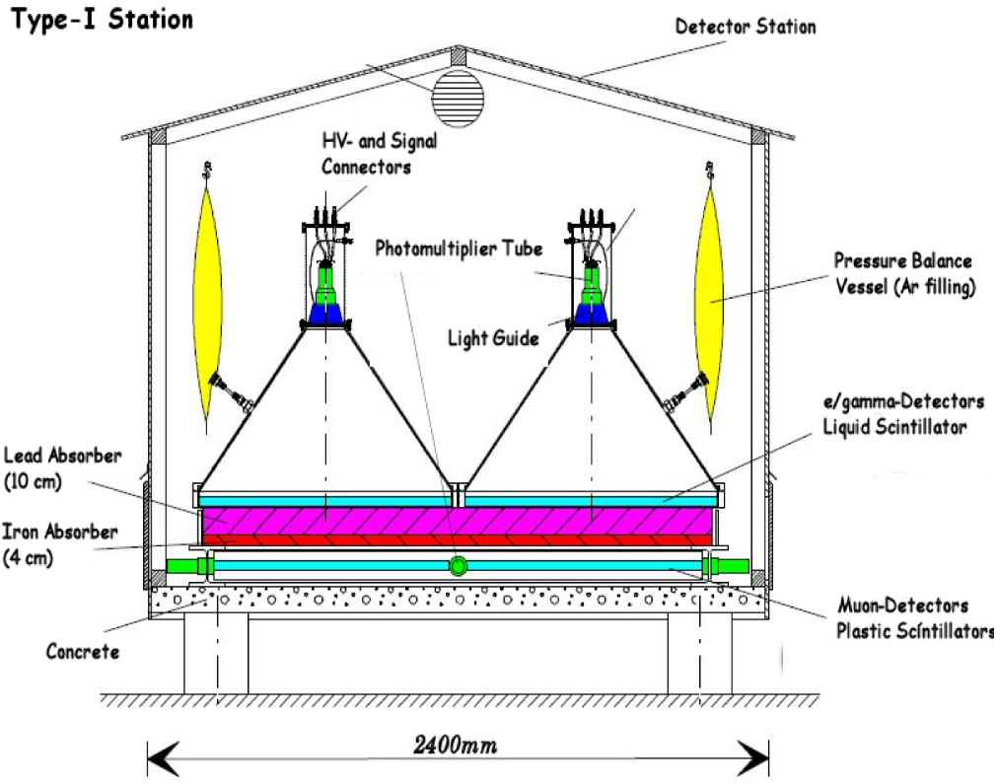 Type-I Station
Detector Station
HV- and Signal
Connectors
Photomultiplier Tube
Pressure Balance
Vessel (Ar filling)
Light Guide
e/gamma-Detectors
Liquid Scintillator
Lead Absorber
(10 cm)
Iron Absorber
(4 cm)
Muon-Detectors
Plastic Scintillators
Concrete
2400mm